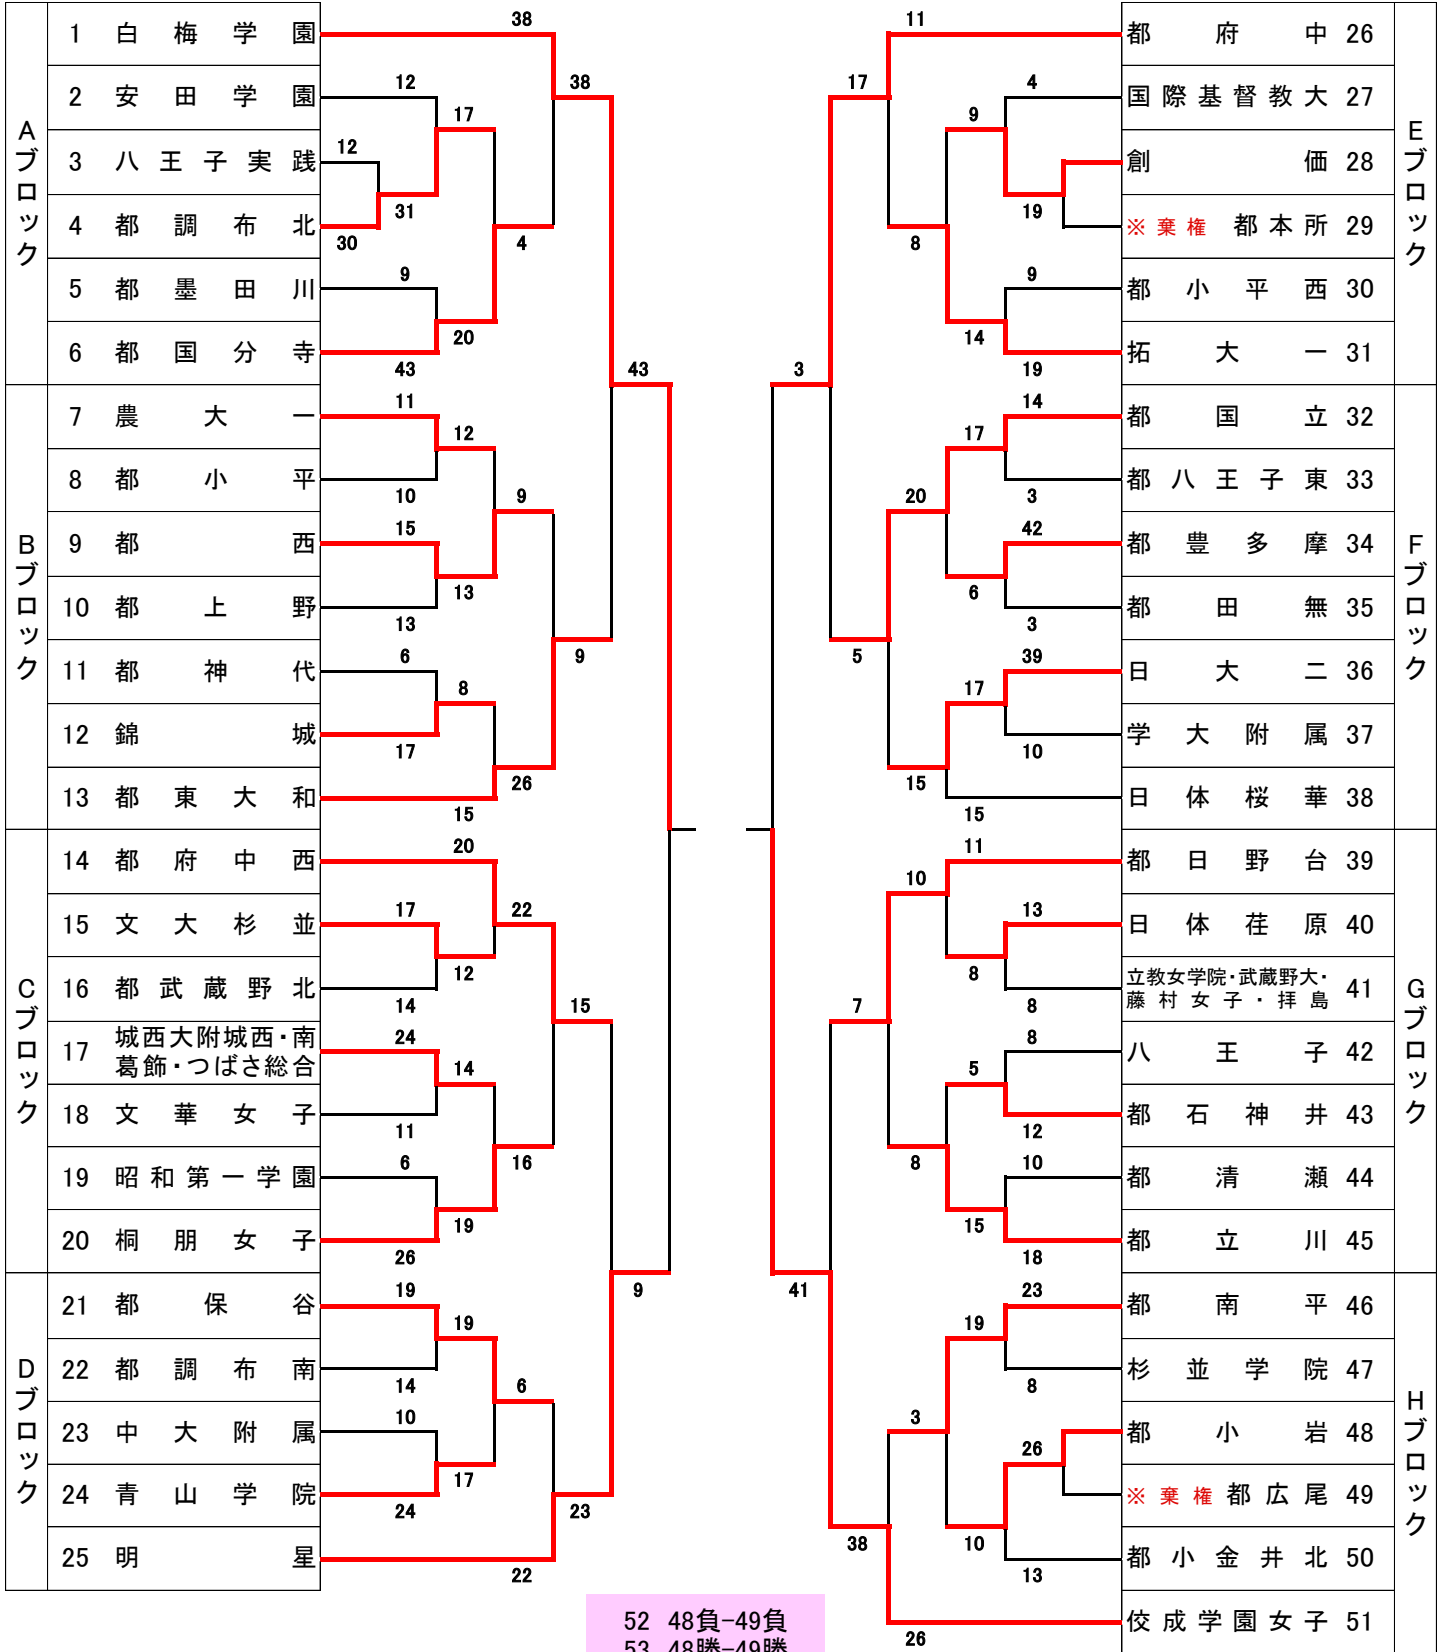 Aブロック
1 白梅学園
2 安田学園
3 八王子実践
4 都調布北
5 都墨田川
6 都国分寺
Bブロック
7 農大一
8 都小平
9 都西
10 都上野
11 都神代
12 錦城
13 都東大和
Cブロック
14 都府中西
15 文大杉並
16 都武蔵野北
17 城西大附城西・南
葛飾・つばさ総合
18 文華女子
19 昭和第一学園
20 桐朋女子
Dブロック
21 都保谷
22 都調布南
23 中大附属
24 青山学院
25 明星
38
12
12
30
31
17
9
43
20
4
38
11
10
12
15
13
13
9
6
17
8
15
26
9
43
20
17
14
12
22
24
11
14
6
26
19
16
15
19
14
19
10
24
17
6
22
23
9
11
17
4
9
19
8
9
14
19
3
14
17
3
20
42
6
3
5
39
17
10
15
15
11
10
13
8
8
7
8
5
12
8
10
15
18
41
23
19
8
3
26
10
13
38
26
Eブロック
都府中 26
国際基督教大 27
創価 28
※棄権 都本所 29
都小平西 30
拓大一 31
Fブロック
都国立 32
都八王子東 33
都豊多摩 34
都田無 35
日大二 36
学大附属 37
日体桜華 38
Gブロック
都日野台 39
日体荏原 40
立教女学院・武蔵野大・
藤村女子・拝島 41
八王子 42
都石神井 43
都清瀬 44
都立川 45
Hブロック
都南平 46
杉並学院 47
都小岩 48
※棄権 都広尾 49
都小金井北 50
佼成学園女子 51
52 48負-49負
53 48勝-49勝